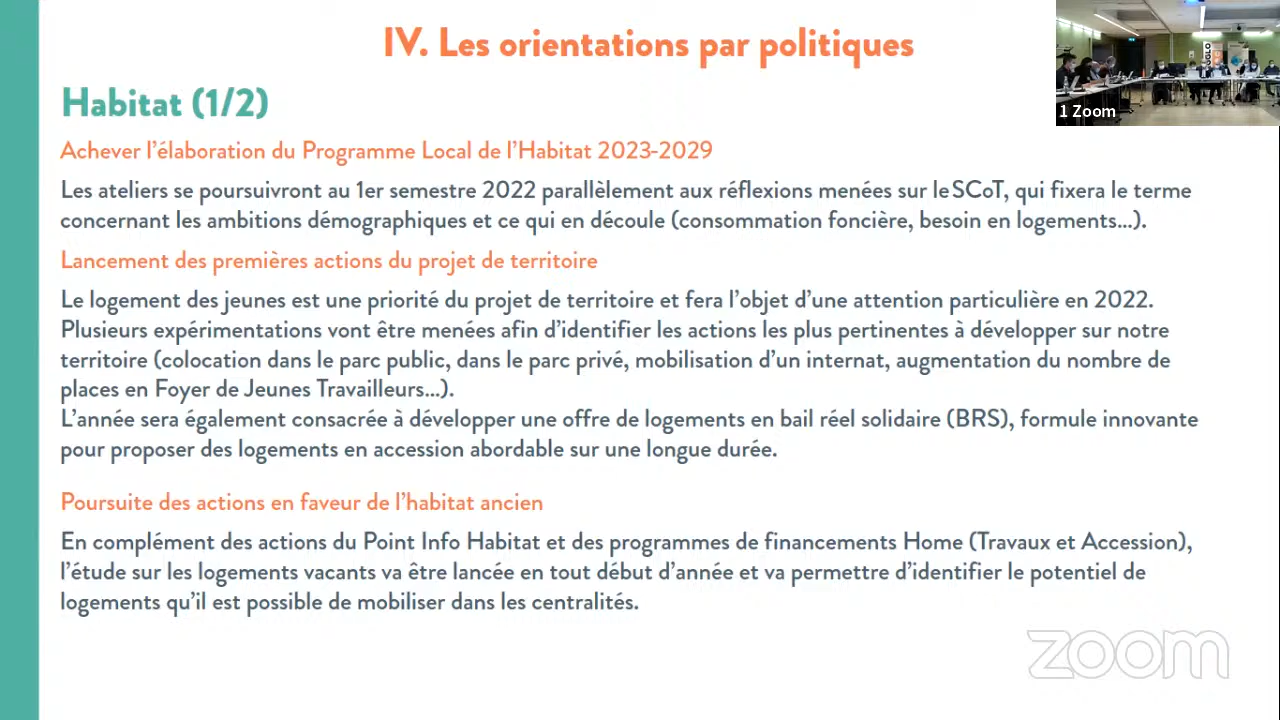 IV. Les orientations par politiques
Habitat (1/2)
Achever l'élaboration du Programme Local de l'Habitat 2023-2029
Les ateliers se poursuivront au 1er semestre 2022 parallèlement aux réflexions menées sur le SCoT, qui fixera le terme
concernant les ambitions démographiques et ce qui en découle (consommation foncière, besoin en logements...).
Lancement des premières actions du projet de territoire
Le logement des jeunes est une priorité du projet de territoire et fera l'objet d'une attention particulière en 2022.
Plusieurs expérimentations vont être menées afin d'identifier les actions les plus pertinentes à développer sur notre
territoire (colocation dans le parc public, dans le parc privé, mobilisation d'un internat, augmentation du nombre de
places en Foyer de Jeunes Travailleurs...).
L'année sera également consacrée à développer une offre de logements en bail réel solidaire (BRS), formule innovante
pour proposer des logements en accession abordable sur une longue durée.
Poursuite des actions en faveur de l'habitat ancien
En complément des actions du Point Info Habitat et des programmes de financements Home (Travaux et Accession),
l'étude sur les logements vacants va être lancée en tout début d'année et va permettre d'identifier le potentiel de
logements qu'il est possible de mobiliser dans les centralités.
1 Zoom
zoom